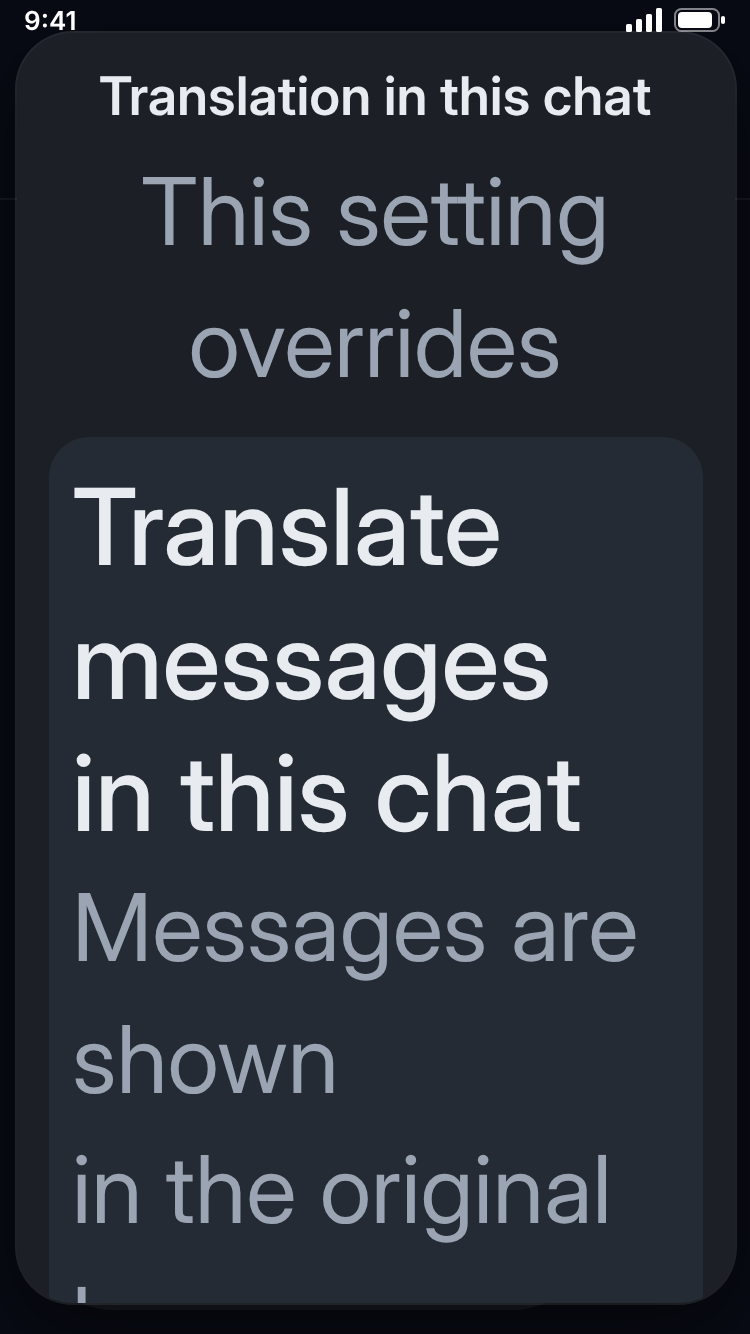 9:41
Translation in this chat
This setting
overrides
Translate
messages
in this chat
Messages are
shown
in the original